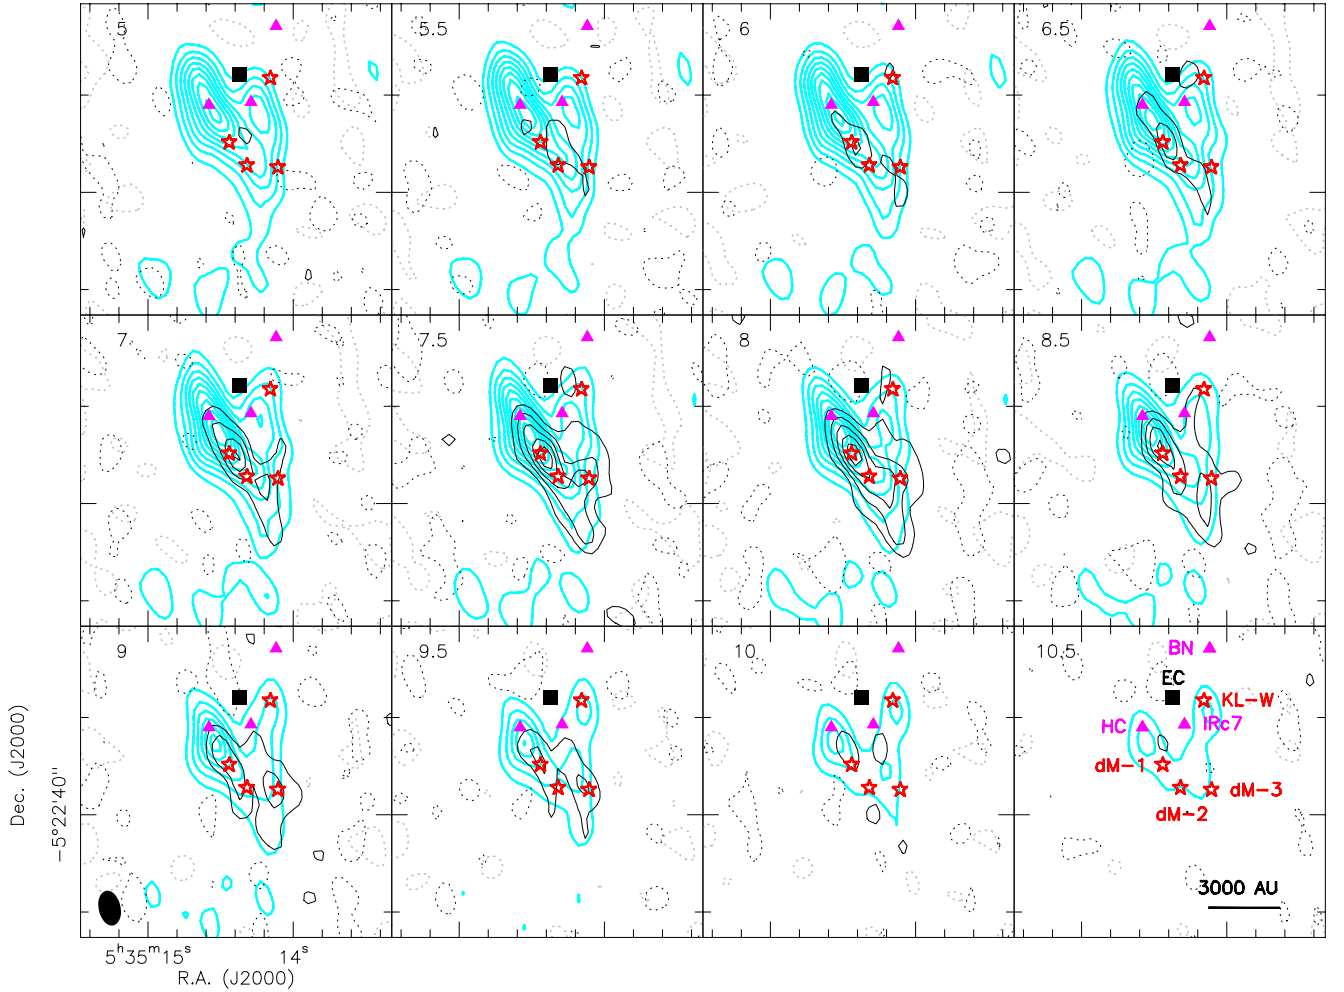 5
5.5
6
6.5
7
7.5
8
8.5
9
9.5
10
10.5
BN
EC
KL-W
HC
IRc7
dM-1
dM-3
dM-2
3000 AU
Dec. (J2000)
-5°22'40"
5h35m15s
14s
R.A. (J2000)